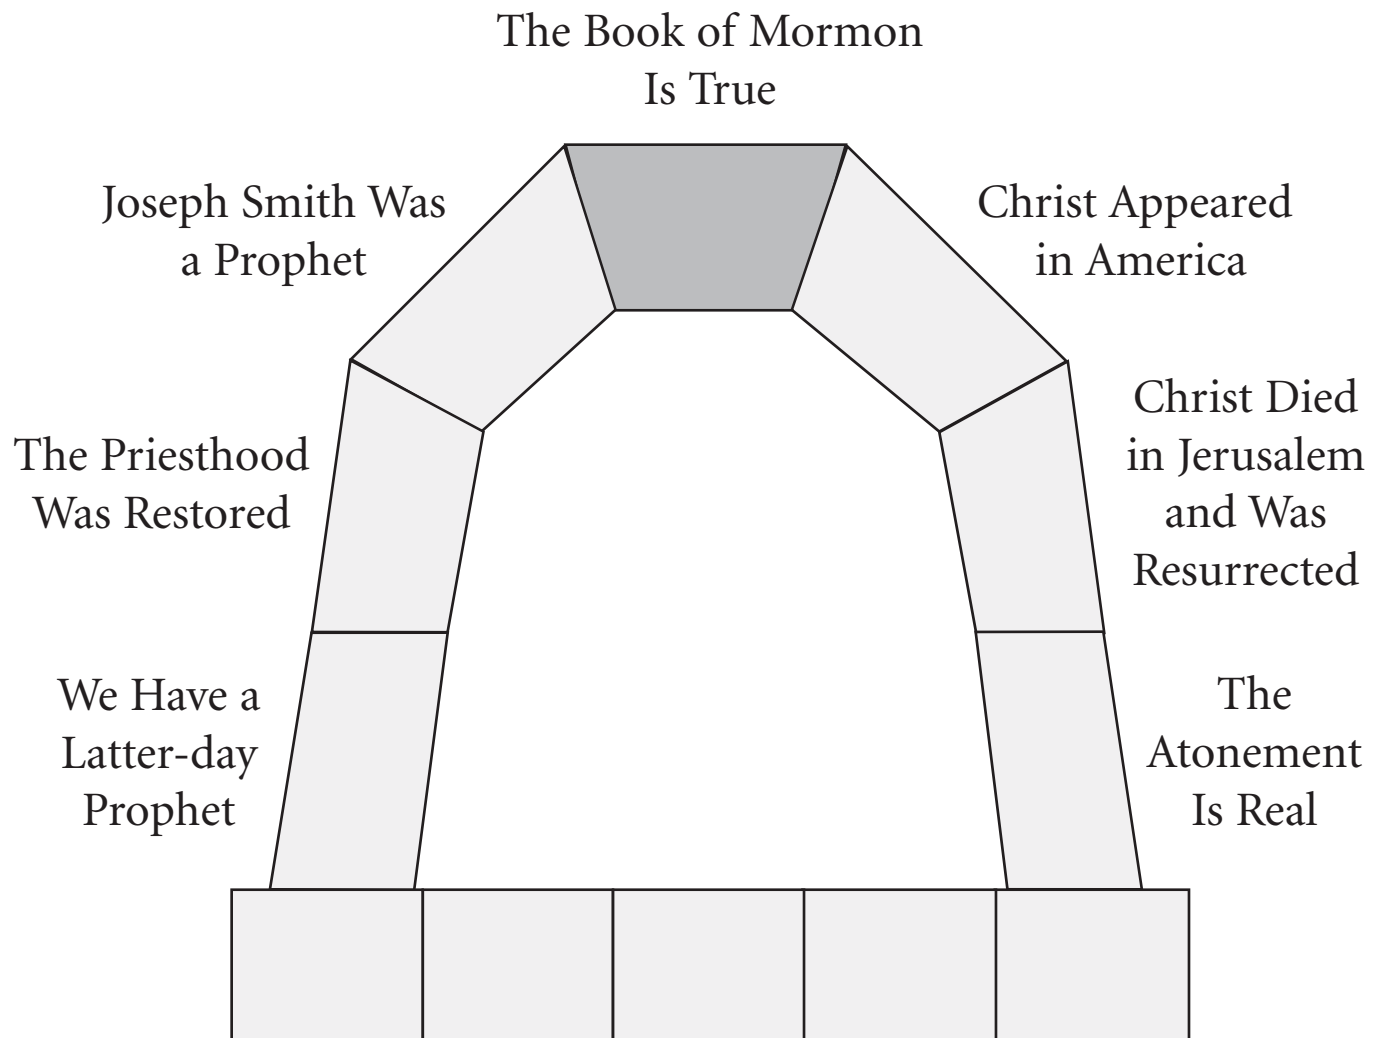 The Book of Mormon
Is True
Joseph Smith Was
a Prophet
Christ Appeared
in America
The Priesthood
Was Restored
Christ Died
in Jerusalem
and Was
Resurrected
We Have a
Latter-day
Prophet
The
Atonement
Is Real